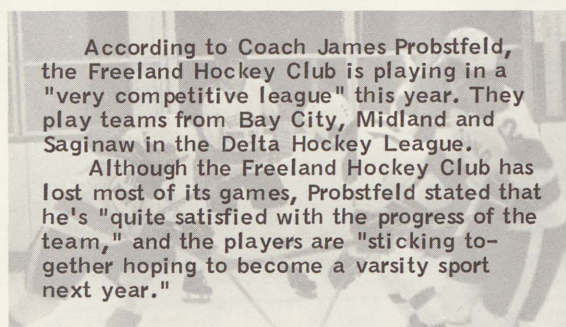 According to Coach James Probstfeld,
the Freeland Hockey Club is playing in a
"very competitive league" this year. They
play teams from Bay City, Midland and
Saginaw in the Delta Hockey League.
Although the Freeland Hockey Club has
lost most of its games, Probstfeld stated that
he's "quite satisfied with the progress of the
team," and the players are "sticking to-
gether hoping to become a varsity sport
next year."